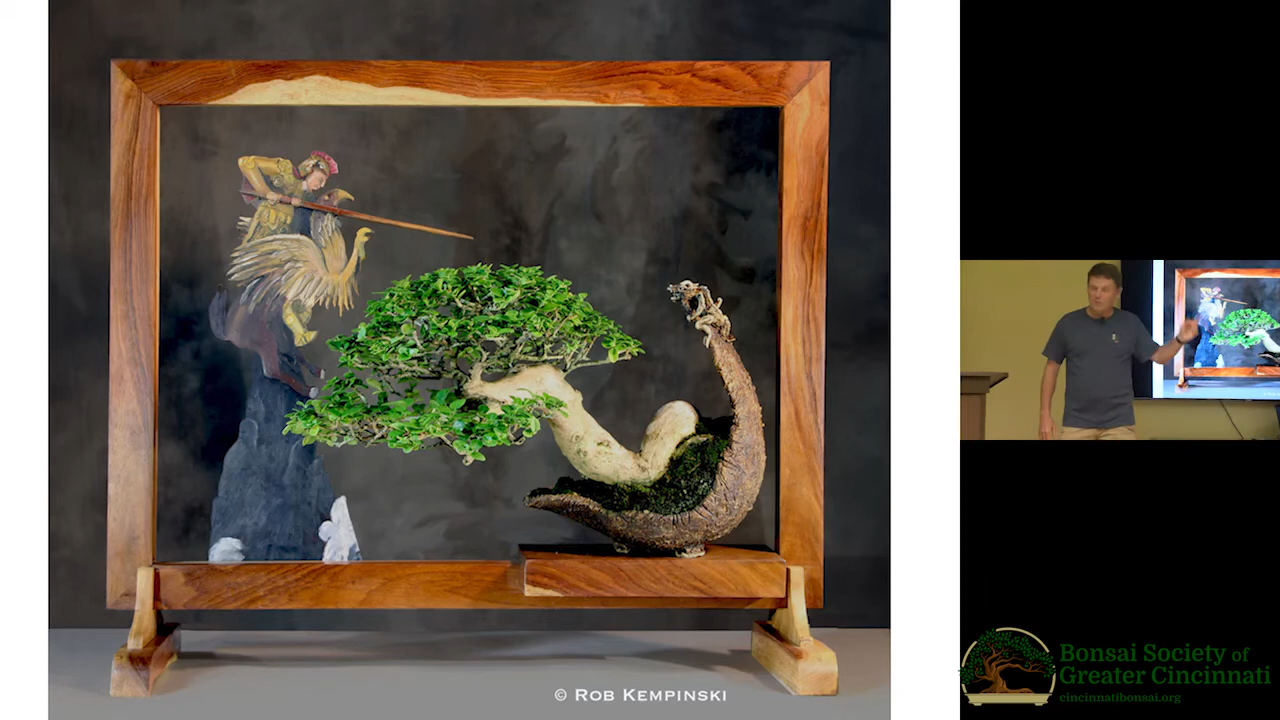 © Rob Kempinski
Bonsai Society of
Greater Cincinnati
cincinnatibonsai.org